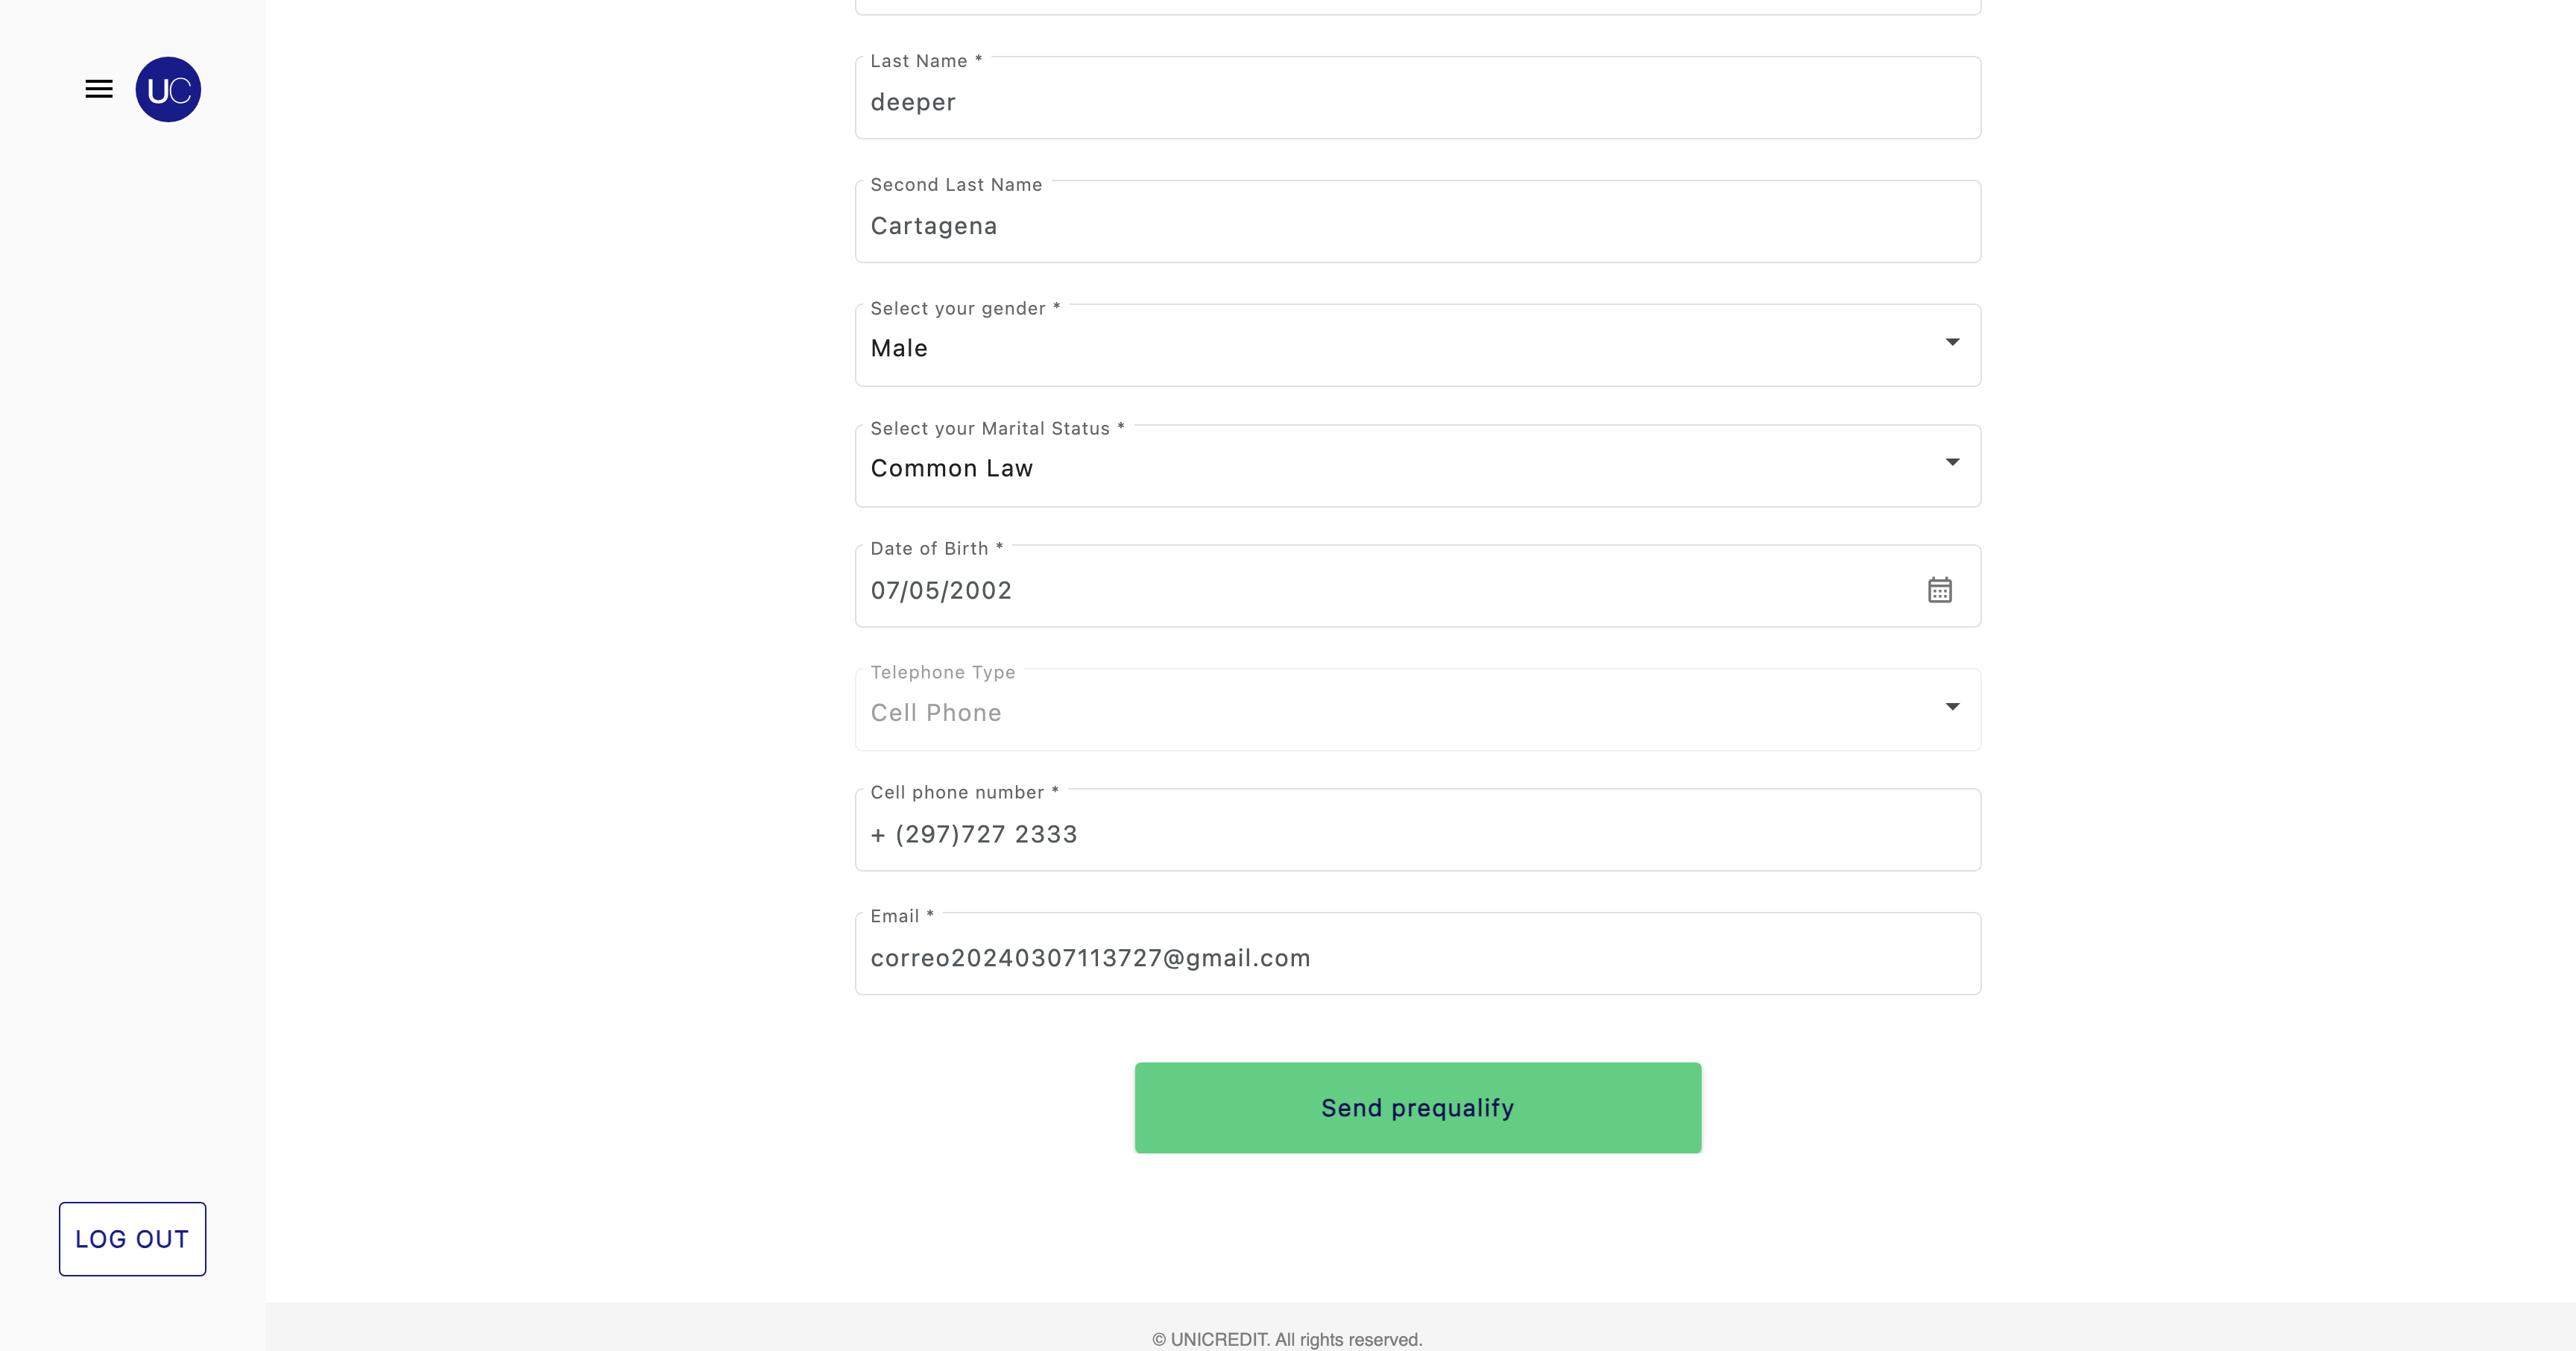 UC
Last Name *
deeper
Second Last Name
Cartagena
Select your gender *
Male
Select your Marital Status *
Common Law
Date of Birth *
07/05/2002
Telephone Type
Cell Phone
Cell phone number *
+ (297)727 2333
Email *
correo20240307113727@gmail.com
Send prequalify
LOG OUT
© UNICREDIT. All rights reserved.